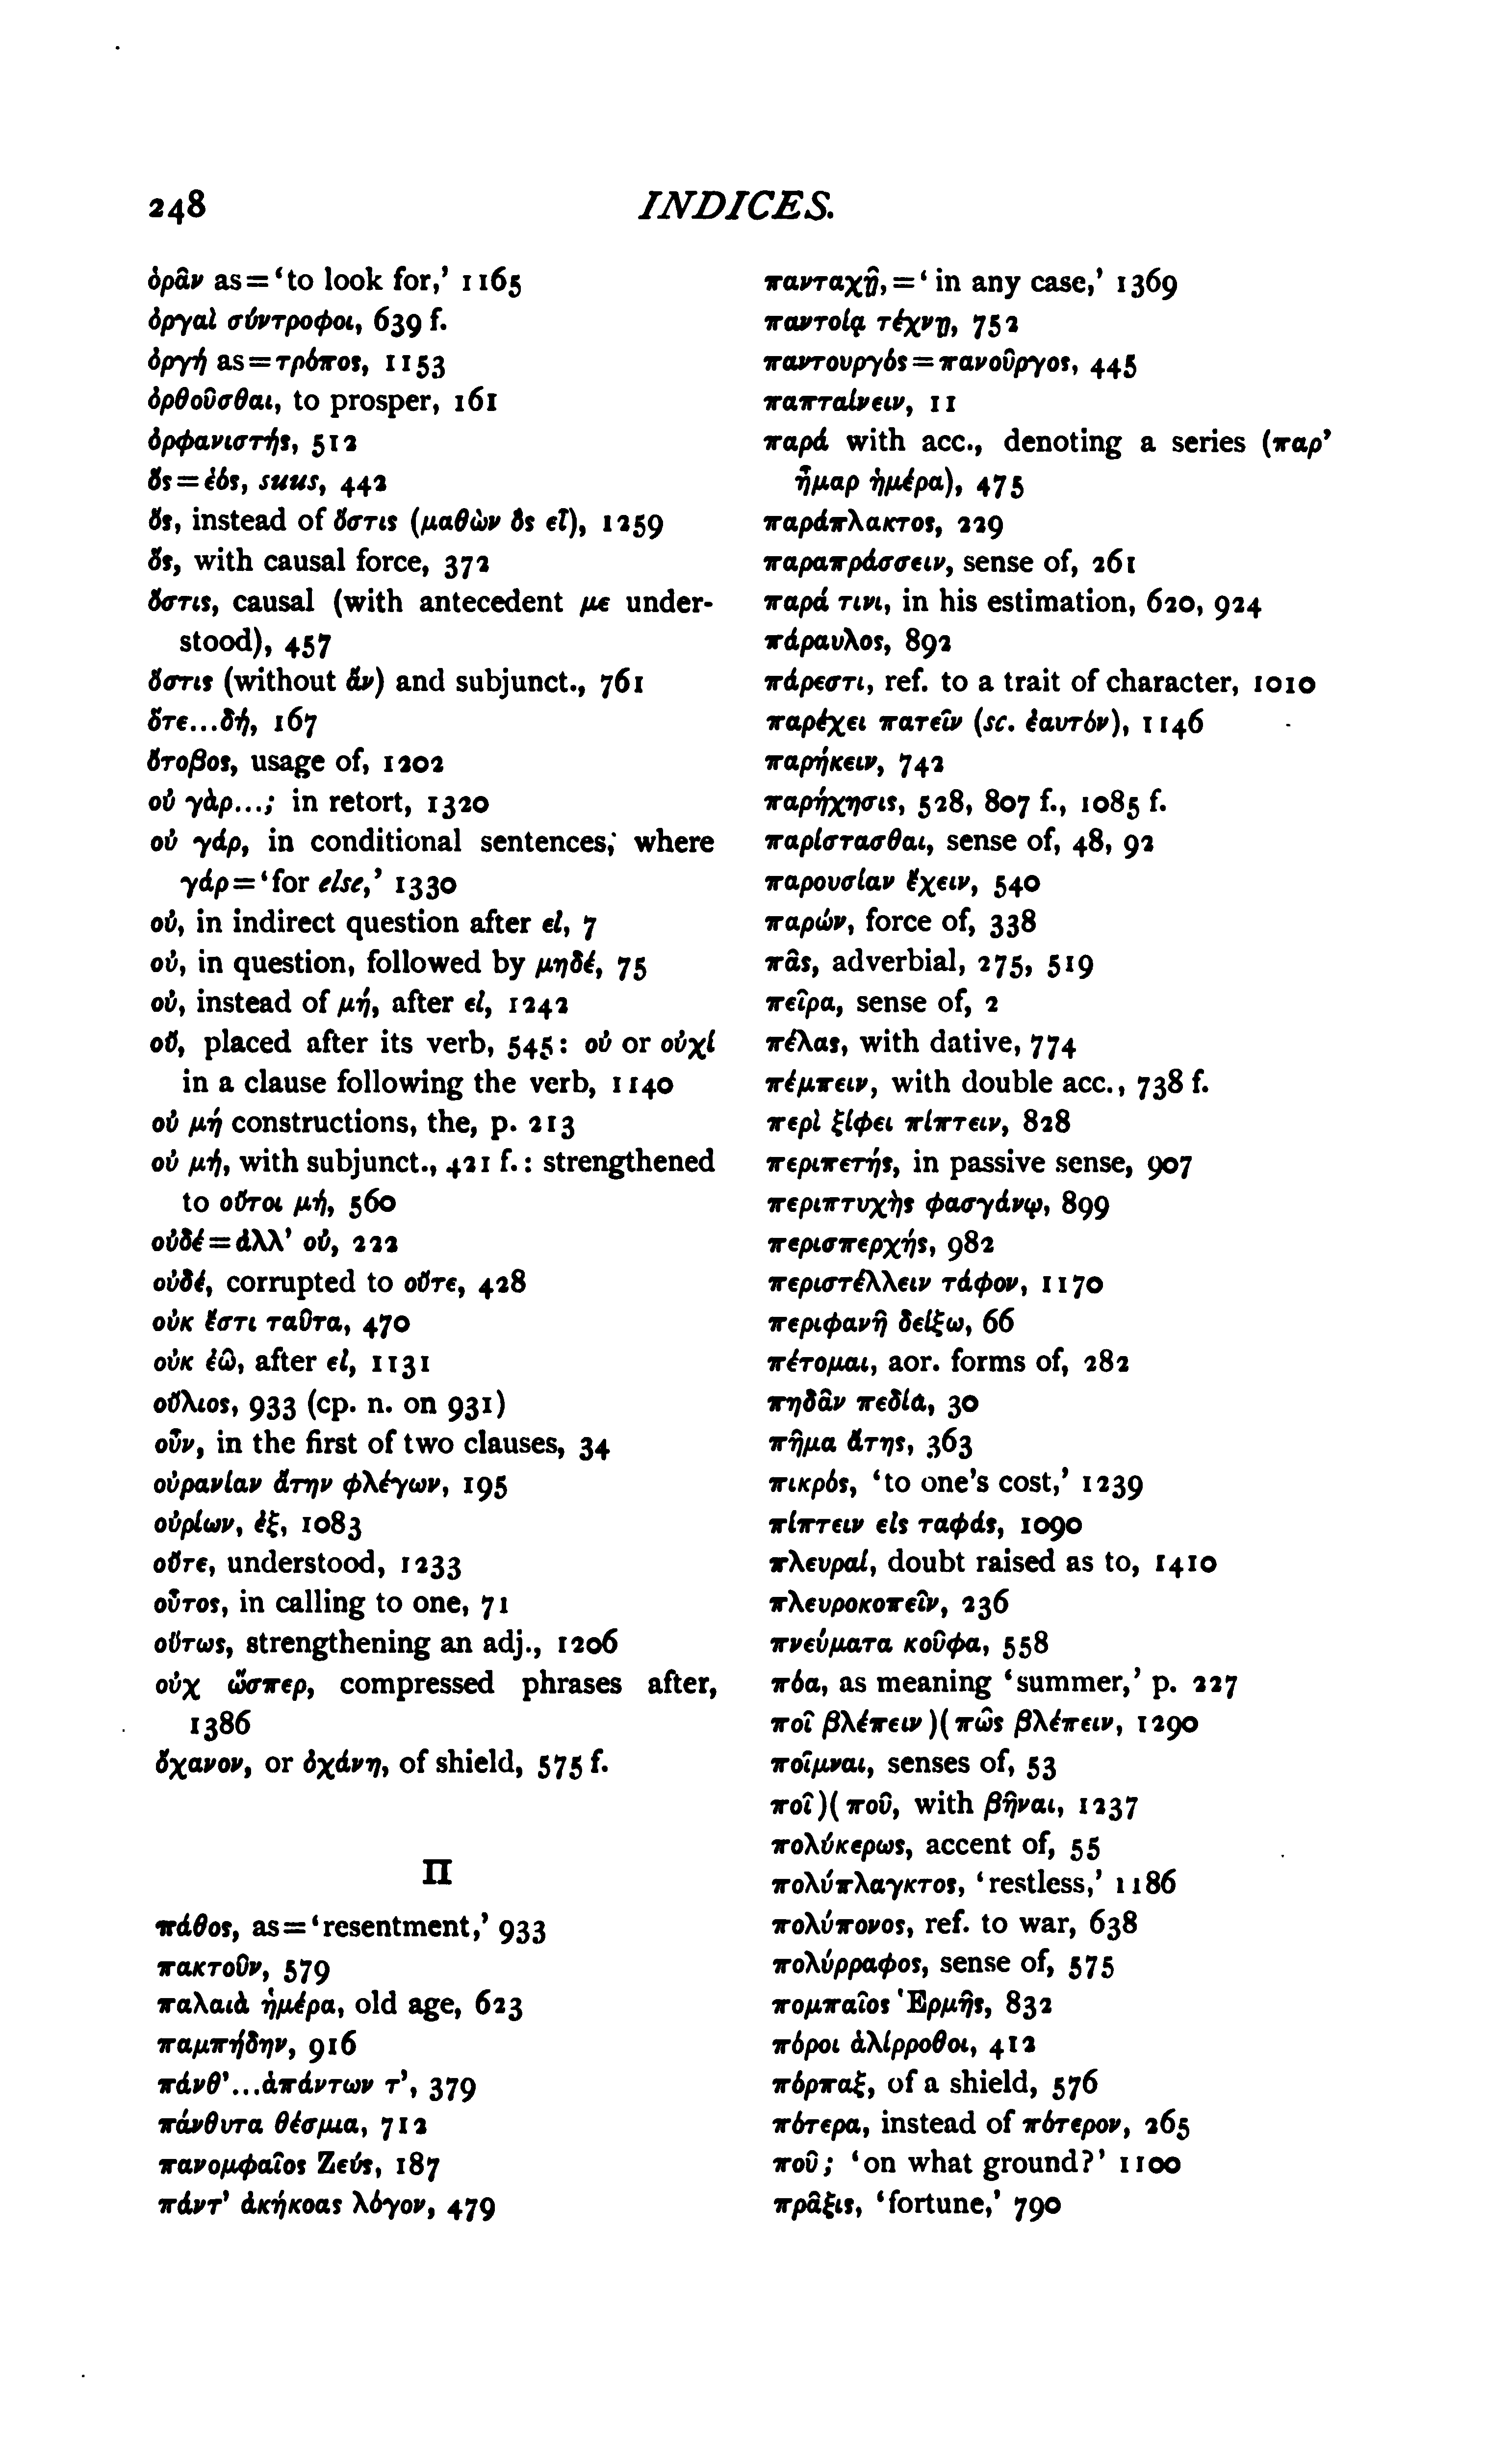 248
INDICES.
ὁρᾶν as = ‘to look for,’ 1165
ὀργαὶ σύντροφοι, 639 f.
ὀργή as = τρόπος, 1153
ὀρθοῦσθαι, to prosper, 161
ὀρφανιστής, 512
ὅς = ἑός, suus, 442
ὅς, instead of ὅστις (μαθὼν ὃς εἶ), 1259
ὅς, with causal force, 372
ὅστις, causal (with antecedent με under-
stood), 457
ὅστις (without ἄν) and subjunct., 761
ὅτε...δή, 167
ὄτοβος, usage of, 1202
οὐ γὰρ...; in retort, 1320
οὐ γάρ, in conditional sentences, where
γάρ = ‘for else,’ 1330
οὐ, in indirect question after εἰ, 7
οὐ, in question, followed by μηδέ, 75
οὐ, instead of μή, after εἰ, 1242
οὔ, placed after its verb, 545: οὐ or οὐχί
in a clause following the verb, 1140
οὐ μή constructions, the, p. 213
οὐ μή, with subjunct., 421 f.: strengthened
to οὔτοι μή, 560
οὐδέ = ἀλλ’ οὐ, 222
οὐδέ, corrupted to οὔτε, 428
οὐκ ἔστι ταῦτα, 470
οὐκ ἐῶ, after εἰ, 1131
οὔλιος, 933 (cp. n. on 931)
οὖν, in the first of two clauses, 34
οὐρανίαν ἄτην φλέγων, 195
οὐρίων, ἐξ, 1083
οὔτε, understood, 1233
οὗτος, in calling to one, 71
οὕτως, strengthening an adj., 1206
οὐχ ὥσπερ, compressed phrases after,
1386
ὄχανον, or ὀχάνη, of shield, 575 f.
Π
πάθος, as = ‘resentment,’ 933
πακτοῦν, 579
παλαιὰ ἡμέρα, old age, 623
παμπήδην, 916
πάνθ’...ἁπάντων τ’, 379
πάνθυτα θέσμια, 712
πανομφαῖος Ζεύς, 187
πάντ’ ἀκήκοας λόγον, 479
πανταχῇ, = ‘in any case,’ 1369
παντοίᾳ τέχνῃ, 752
παντουργός = πανοῦργος, 445
παπταίνειν, 11
παρά with acc., denoting a series (παρ’
ἦμαρ ἡμέρα), 475
παράπλακτος, 229
παραπράσσειν, sense of, 261
παρά τινι, in his estimation, 620, 924
πάραυλος, 892
πάρεστι, ref. to a trait of character, 1010
παρέχει πατεῖν (sc. ἑαυτόν), 1146
παρήκειν, 742
παρήχησις, 528, 807 f., 1085 f.
παρίστασθαι, sense of, 48, 92
παρουσίαν ἔχειν, 540
παρών, force of, 338
πᾶς, adverbial, 275, 519
πεῖρα, sense of, 2
πέλας, with dative, 774
πέμπειν, with double acc., 738 f.
περὶ ξίφει πίπτειν, 828
περιπετής, in passive sense, 907
περιπτυχὴς φασγάνῳ, 899
περισπερχής, 982
περιστέλλειν τάφον, 1170
περιφανῆ δείξω, 66
πέτομαι, aor. forms of, 282
πηδᾶν πεδία, 30
πῆμα ἄτης, 363
πικρός, ‘to one’s cost,’ 1239
πίπτειν εἰς ταφάς, 1090
πλευραί, doubt raised as to, 1410
πλευροκοπεῖν, 236
πνεύματα κοῦφα, 558
πόα, as meaning ‘summer,’ p. 227
ποῖ βλέπειν )( πῶς βλέπειν, 1290
ποῖμναι, senses of, 53
ποῖ )( ποῦ, with βῆναι, 1237
πολύκερως, accent of, 55
πολύπλαγκτος, ‘restless,’ 1186
πολύπονος, ref. to war, 638
πολύρραφος, sense of, 575
πομπαῖος Ἑρμῆς, 832
πόροι ἁλίρροθοι, 412
πόρπαξ, of a shield, 576
πότερα, instead of πότερον, 265
ποῦ; ‘on what ground?’ 1100
πρᾶξις, ‘fortune,’ 790